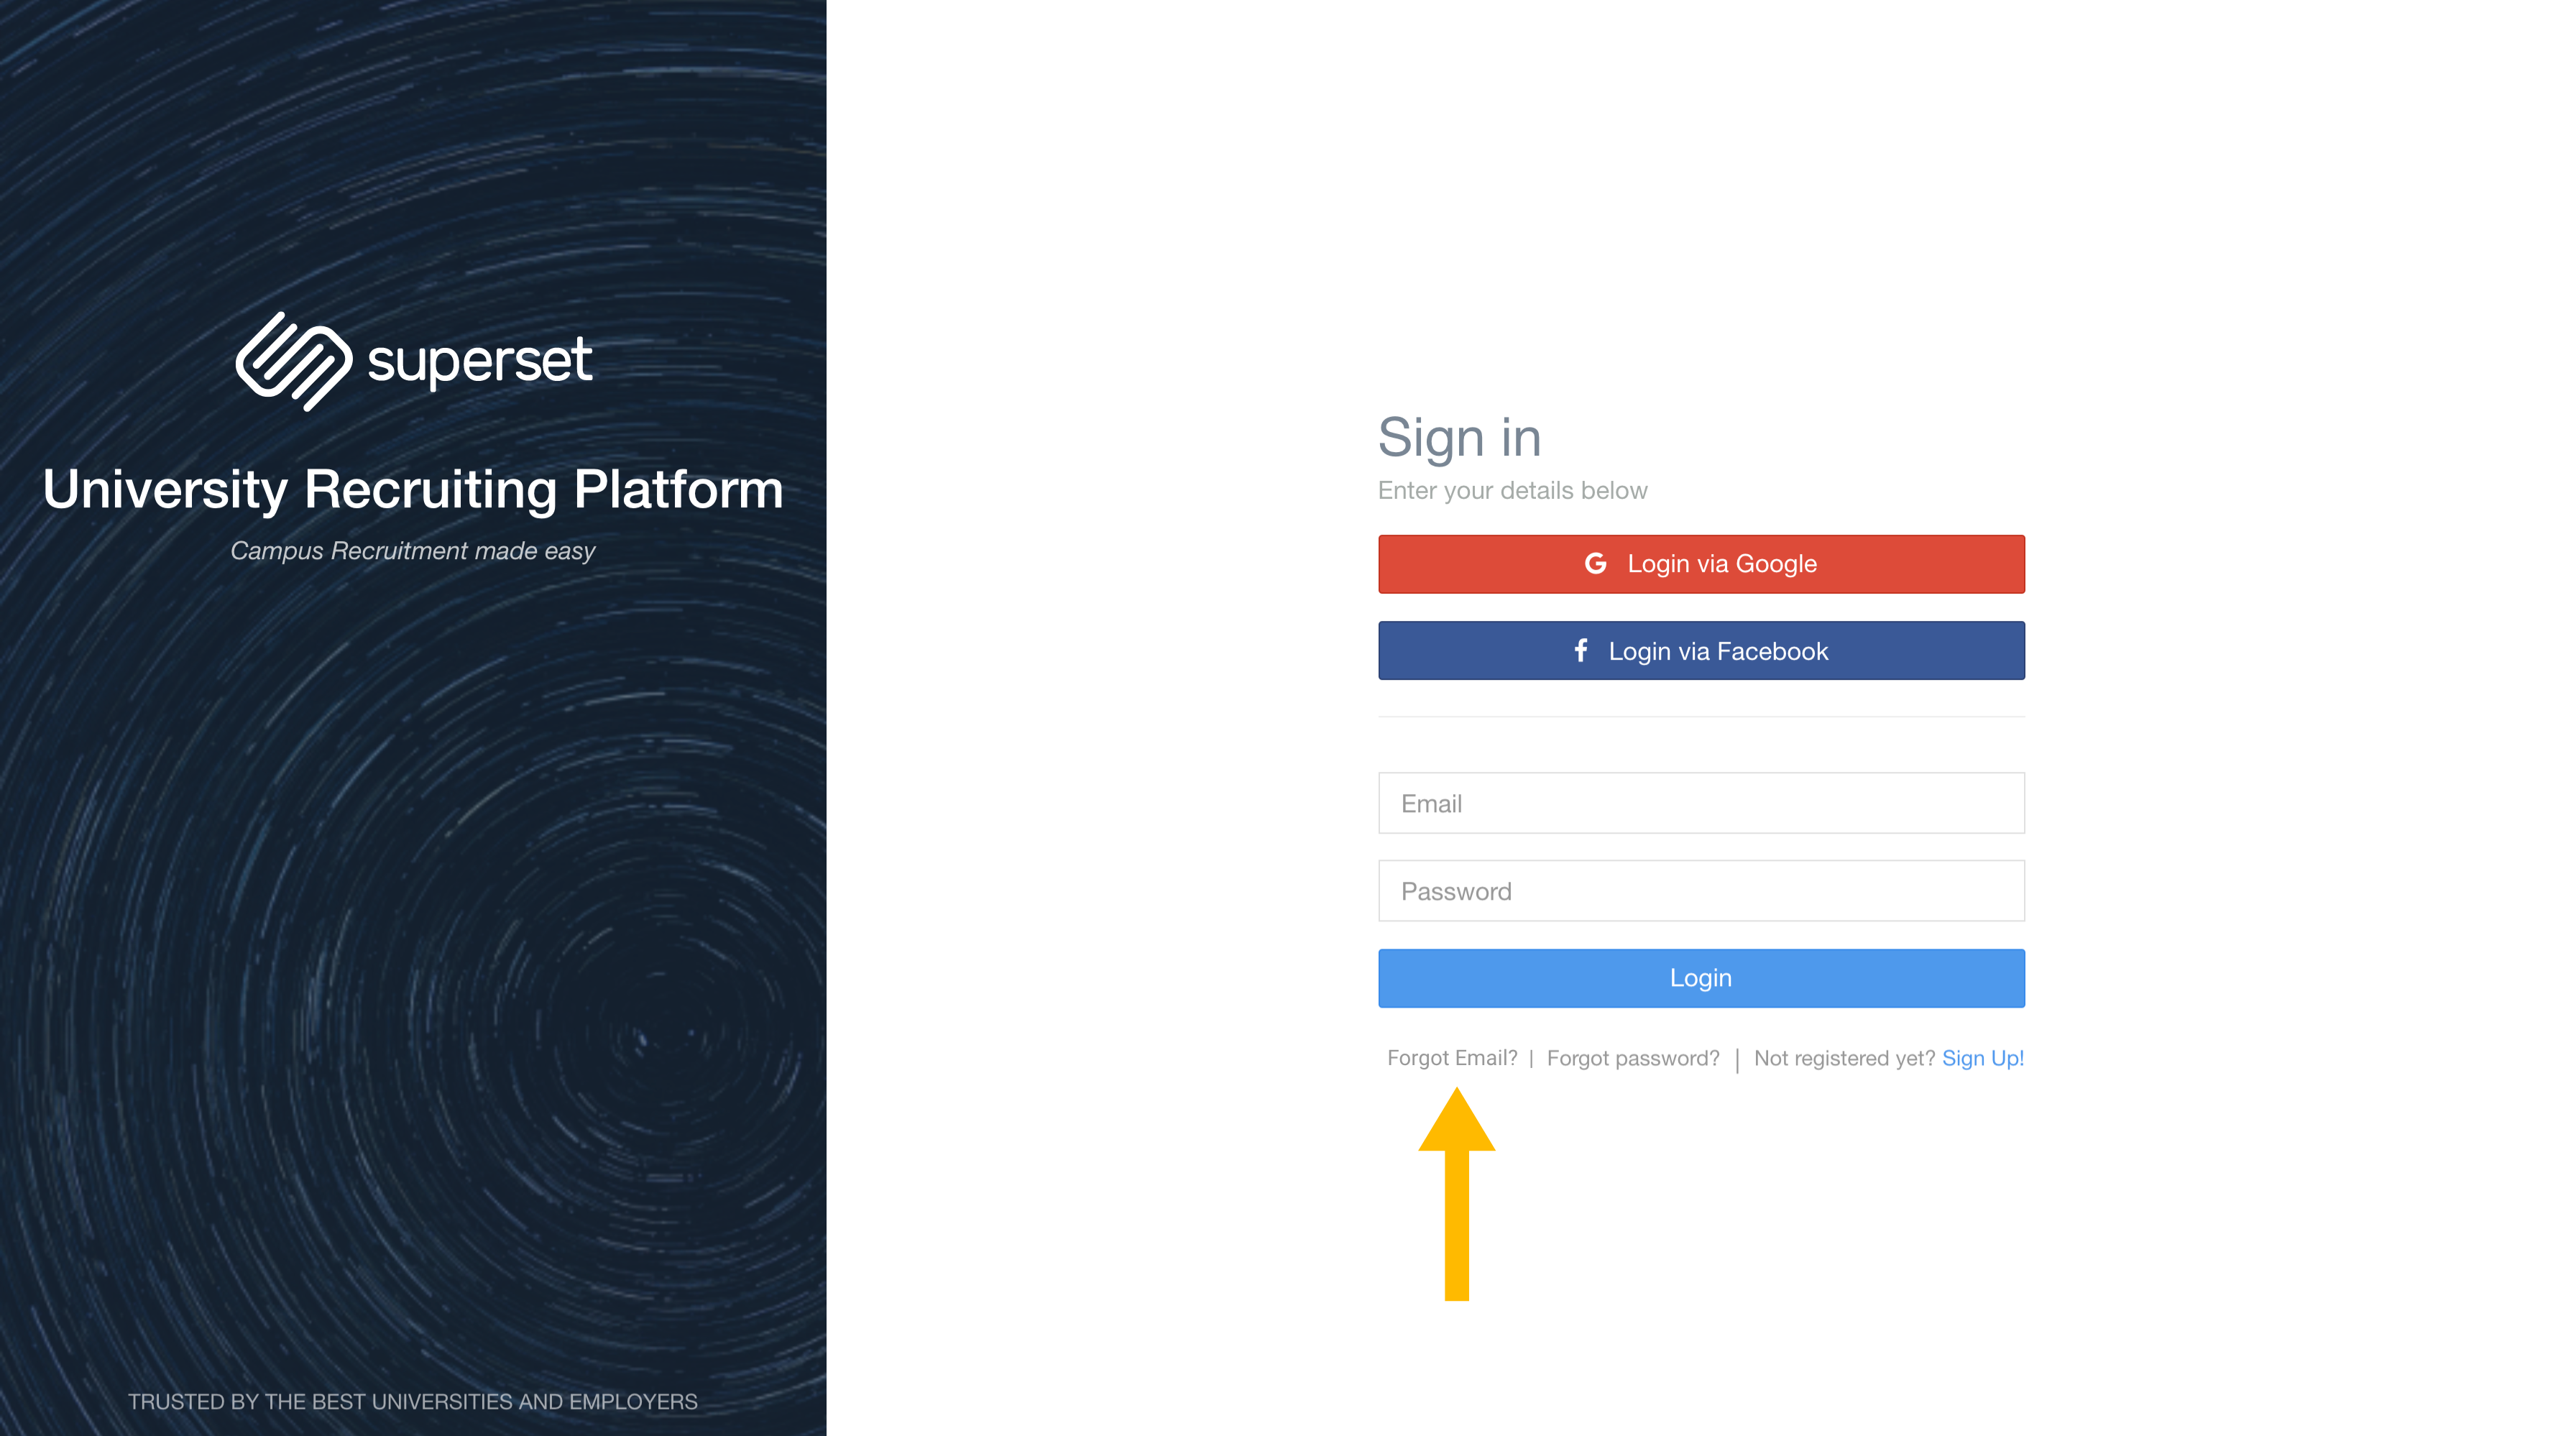 superset
University Recruiting Platform
Campus Recruitment made easy
TRUSTED BY THE BEST UNIVERSITIES AND EMPLOYERS
Sign in
Enter your details below
G Login via Google
f Login via Facebook
Email
Password
Login
Forgot Email? | Forgot password? | Not registered yet? Sign Up!